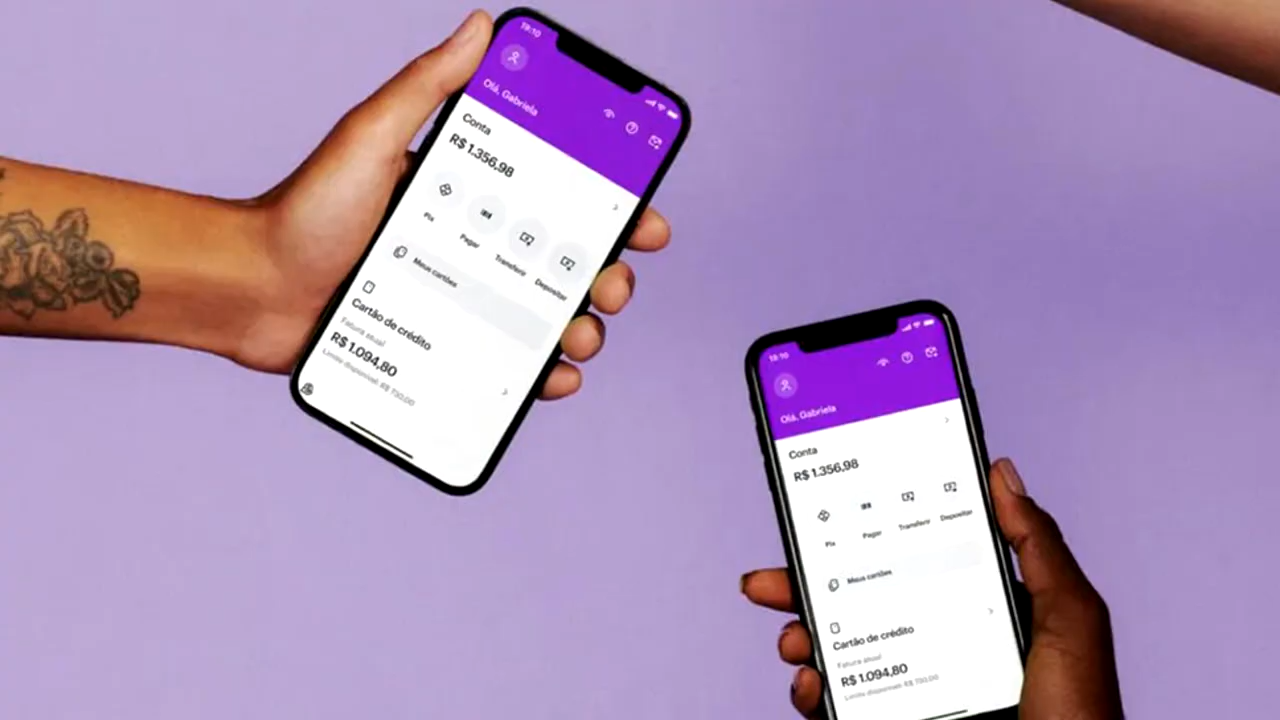 19:10
Olá, Gabriela
Conta
R$ 1.356,98
Pix
Pagar
Transferir
Depositar
Meus cartões
Cartão de crédito
Fatura atual
R$ 1.094,80
Limite disponível: R$ 730,00
19:10
Olá, Gabriela
Conta
R$ 1.356,98
Pix
Pagar
Transferir
Depositar
Meus cartões
Cartão de crédito
Fatura atual
R$ 1.094,80
Limite disponível: R$ 730,00